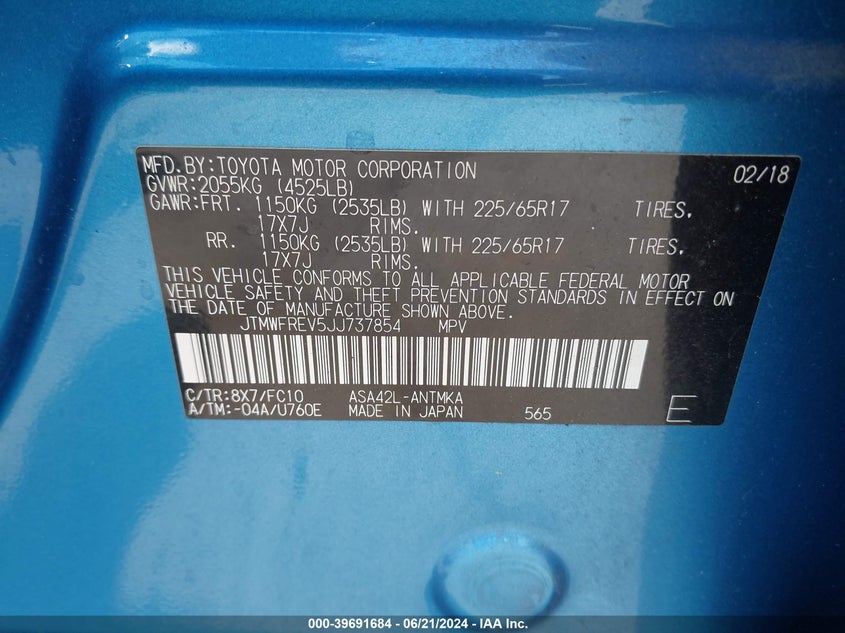 MFD.BY:TOYOTA MOTOR CORPORATION 02/18
GVWR:2055KG (4525LB)
GAWR:FRT. 1150KG (2535LB) WITH 225/65R17 TIRES,
17X7J RIMS.
RR. 1150KG (2535LB) WITH 225/65R17 TIRES,
17X7J RIMS.
THIS VEHICLE CONFORMS TO ALL APPLICABLE FEDERAL MOTOR
VEHICLE SAFETY AND THEFT PREVENTION STANDARDS IN EFFECT ON
THE DATE OF MANUFACTURE SHOWN ABOVE.
JTMWFREV5JJ737854 MPV
C/TR:8X7/FC10 ASA42L-ANTMKA
A/TM:-04A/U760E MADE IN JAPAN 565 E
000-39691684 - 06/21/2024 - IAA Inc.